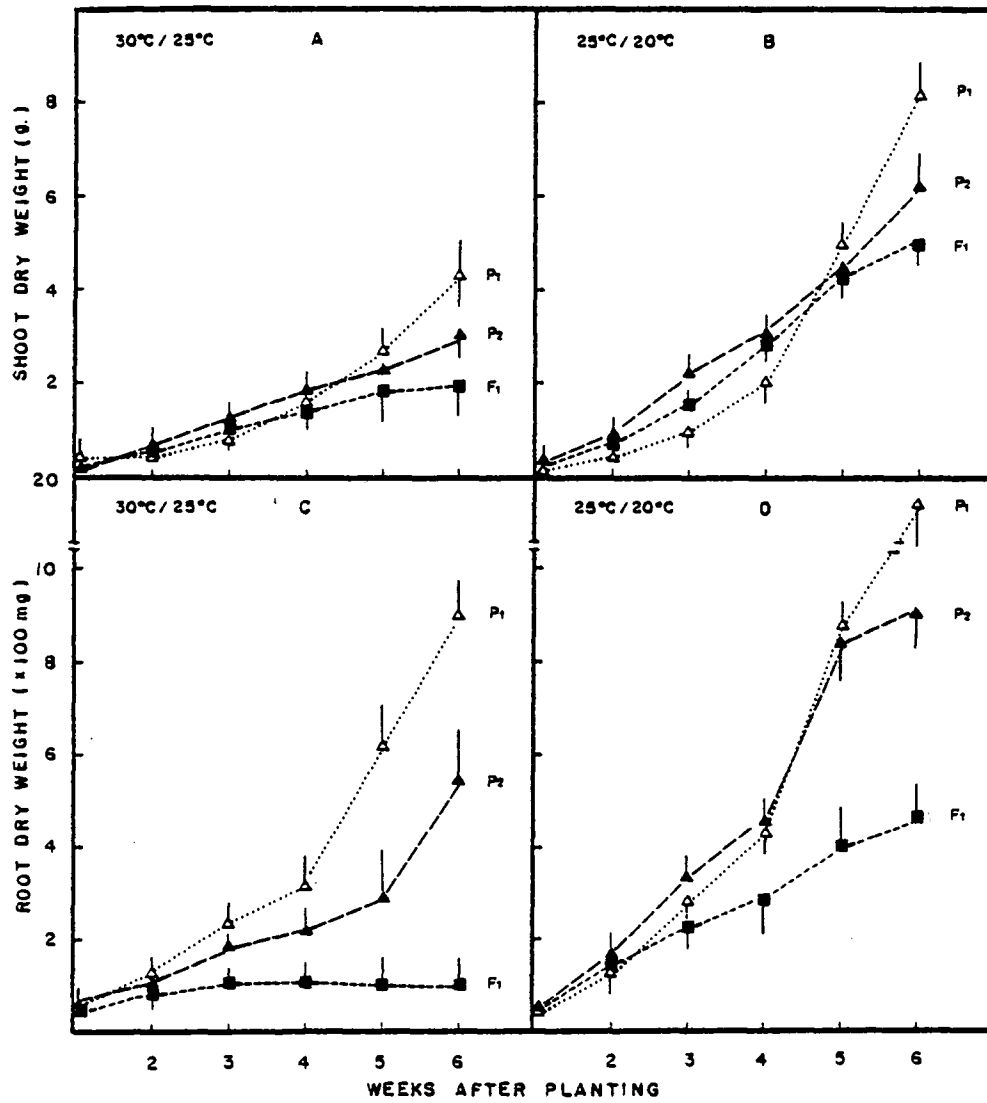 30°C/25°C A
25°C/20°C B
8
6
4
2
SHOOT DRY WEIGHT (g.)
P1
P2
F1
P1
P2
F1
30°C/25°C C
25°C/20°C D
20
10
8
6
4
2
ROOT DRY WEIGHT (×100 mg)
P1
P2
F1
P1
P2
F1
2 3 4 5 6 2 3 4 5 6
WEEKS AFTER PLANTING